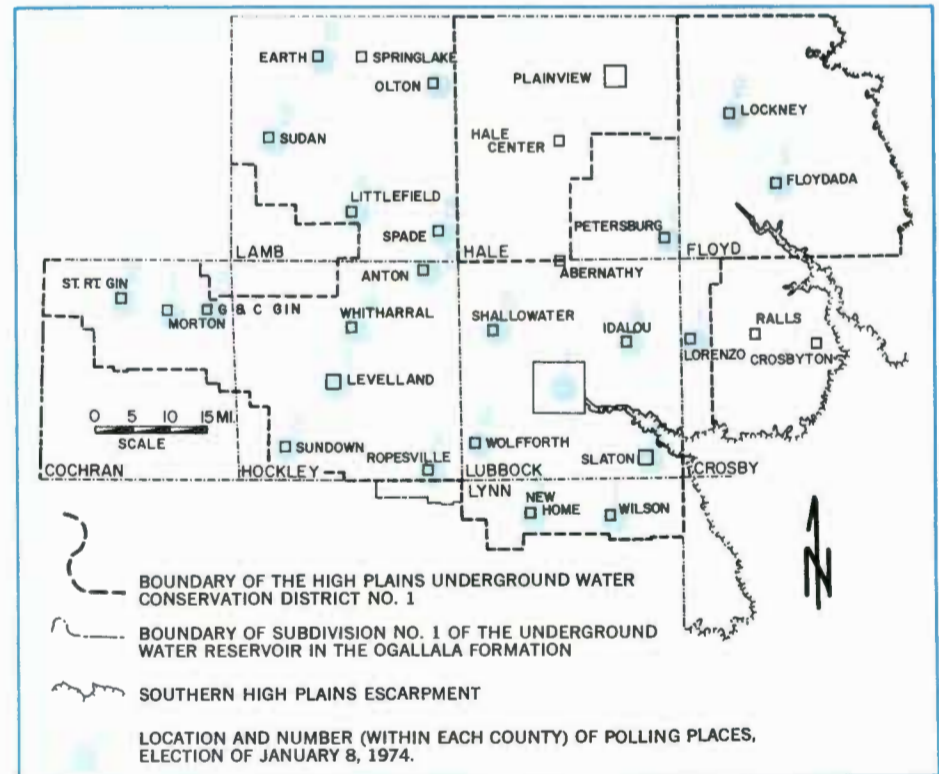 EARTH
SPRINGLAKE
OLTON
PLAINVIEW
LOCKNEY
SUDAN
HALE
CENTER
FLOYDADA
LITTLEFIELD
SPADE
PETERSBURG
LAMB
HALE
FLOYD
ANTON
ABERNATHY
ST. RT. GIN
MORTON
G & C GIN
WHITHARRAL
SHALLOWATER
IDALOU
LORENZO
RALLS
CROSBYTON
LEVELLAND
0 5 10 15 MI.
SCALE
SUNDOWN
ROPESVILLE
WOLFFORTH
SLATON
COCHRAN
HOCKLEY
LUBBOCK
CROSBY
LYNN
NEW
HOME
WILSON
N
BOUNDARY OF THE HIGH PLAINS UNDERGROUND WATER
CONSERVATION DISTRICT NO. 1
BOUNDARY OF SUBDIVISION NO. 1 OF THE UNDERGROUND
WATER RESERVOIR IN THE OGALLALA FORMATION
SOUTHERN HIGH PLAINS ESCARPMENT
LOCATION AND NUMBER (WITHIN EACH COUNTY) OF POLLING PLACES,
ELECTION OF JANUARY 8, 1974.